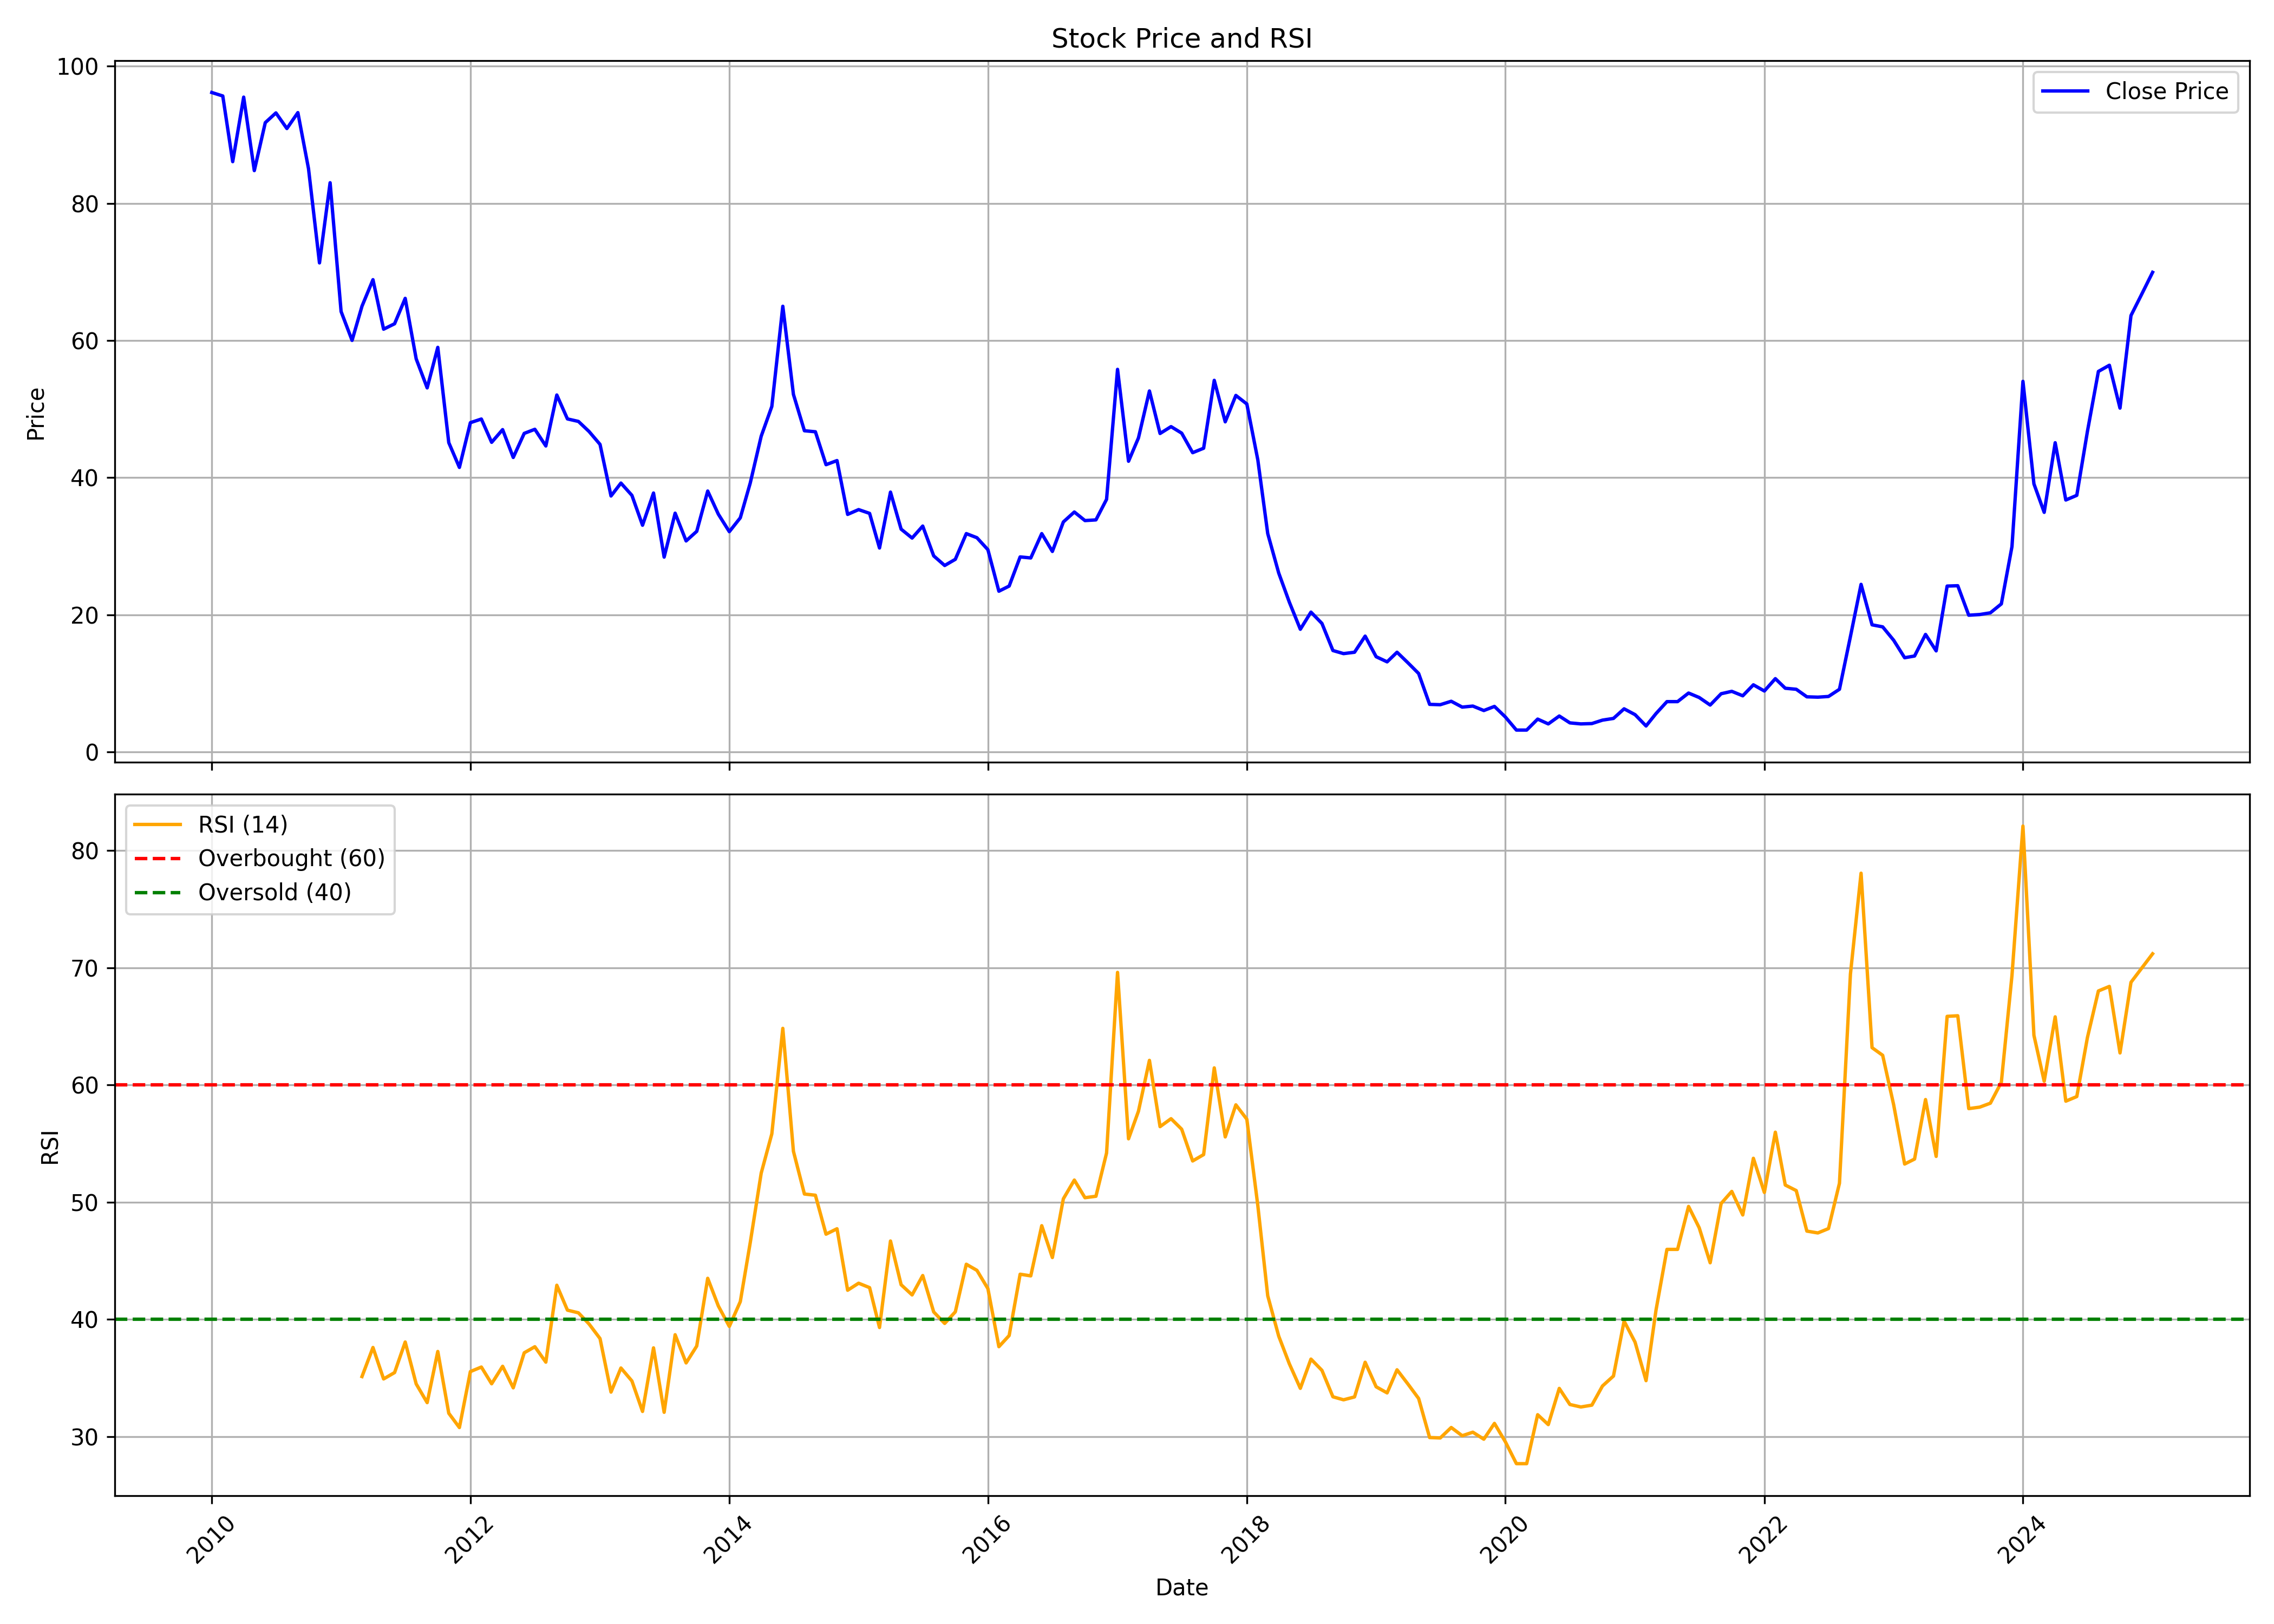 Stock Price and RSI
100
80
60
40
20
0
Price
Close Price
80
70
60
50
40
30
RSI
RSI (14)
Overbought (60)
Oversold (40)
2010
2012
2014
2016
2018
2020
2022
2024
Date